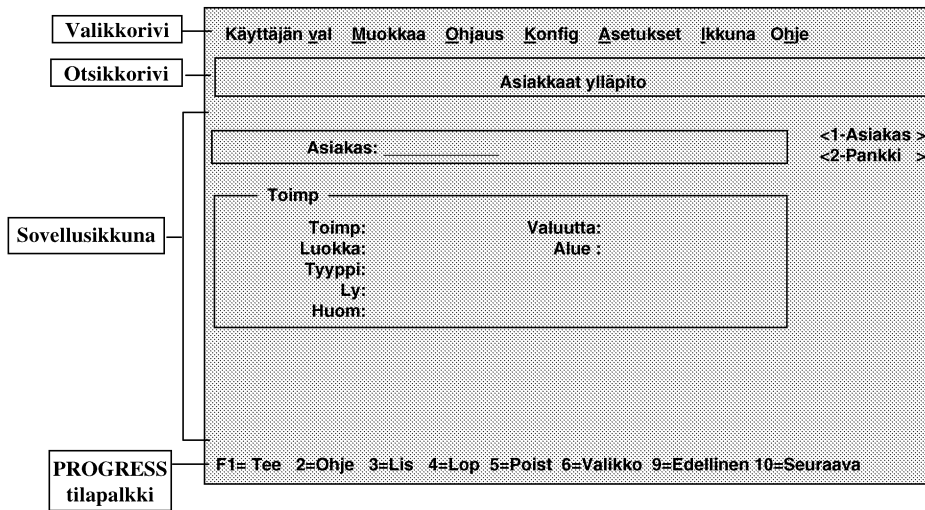 Valikkorivi
Käyttäjän val Muokkaa Ohjaus Konfig Asetukset Ikkuna Ohje
Otsikkorivi
Asiakkaat ylläpito
Asiakas: _____________
<1-Asiakas >
<2-Pankki >
Toimp
Toimp: Valuutta:
Luokka: Alue :
Tyyppi:
Ly:
Huom:
Sovellusikkuna
F1= Tee 2=Ohje 3=Lis 4=Lop 5=Poist 6=Valikko 9=Edellinen 10=Seuraava
PROGRESS
tilapalkki